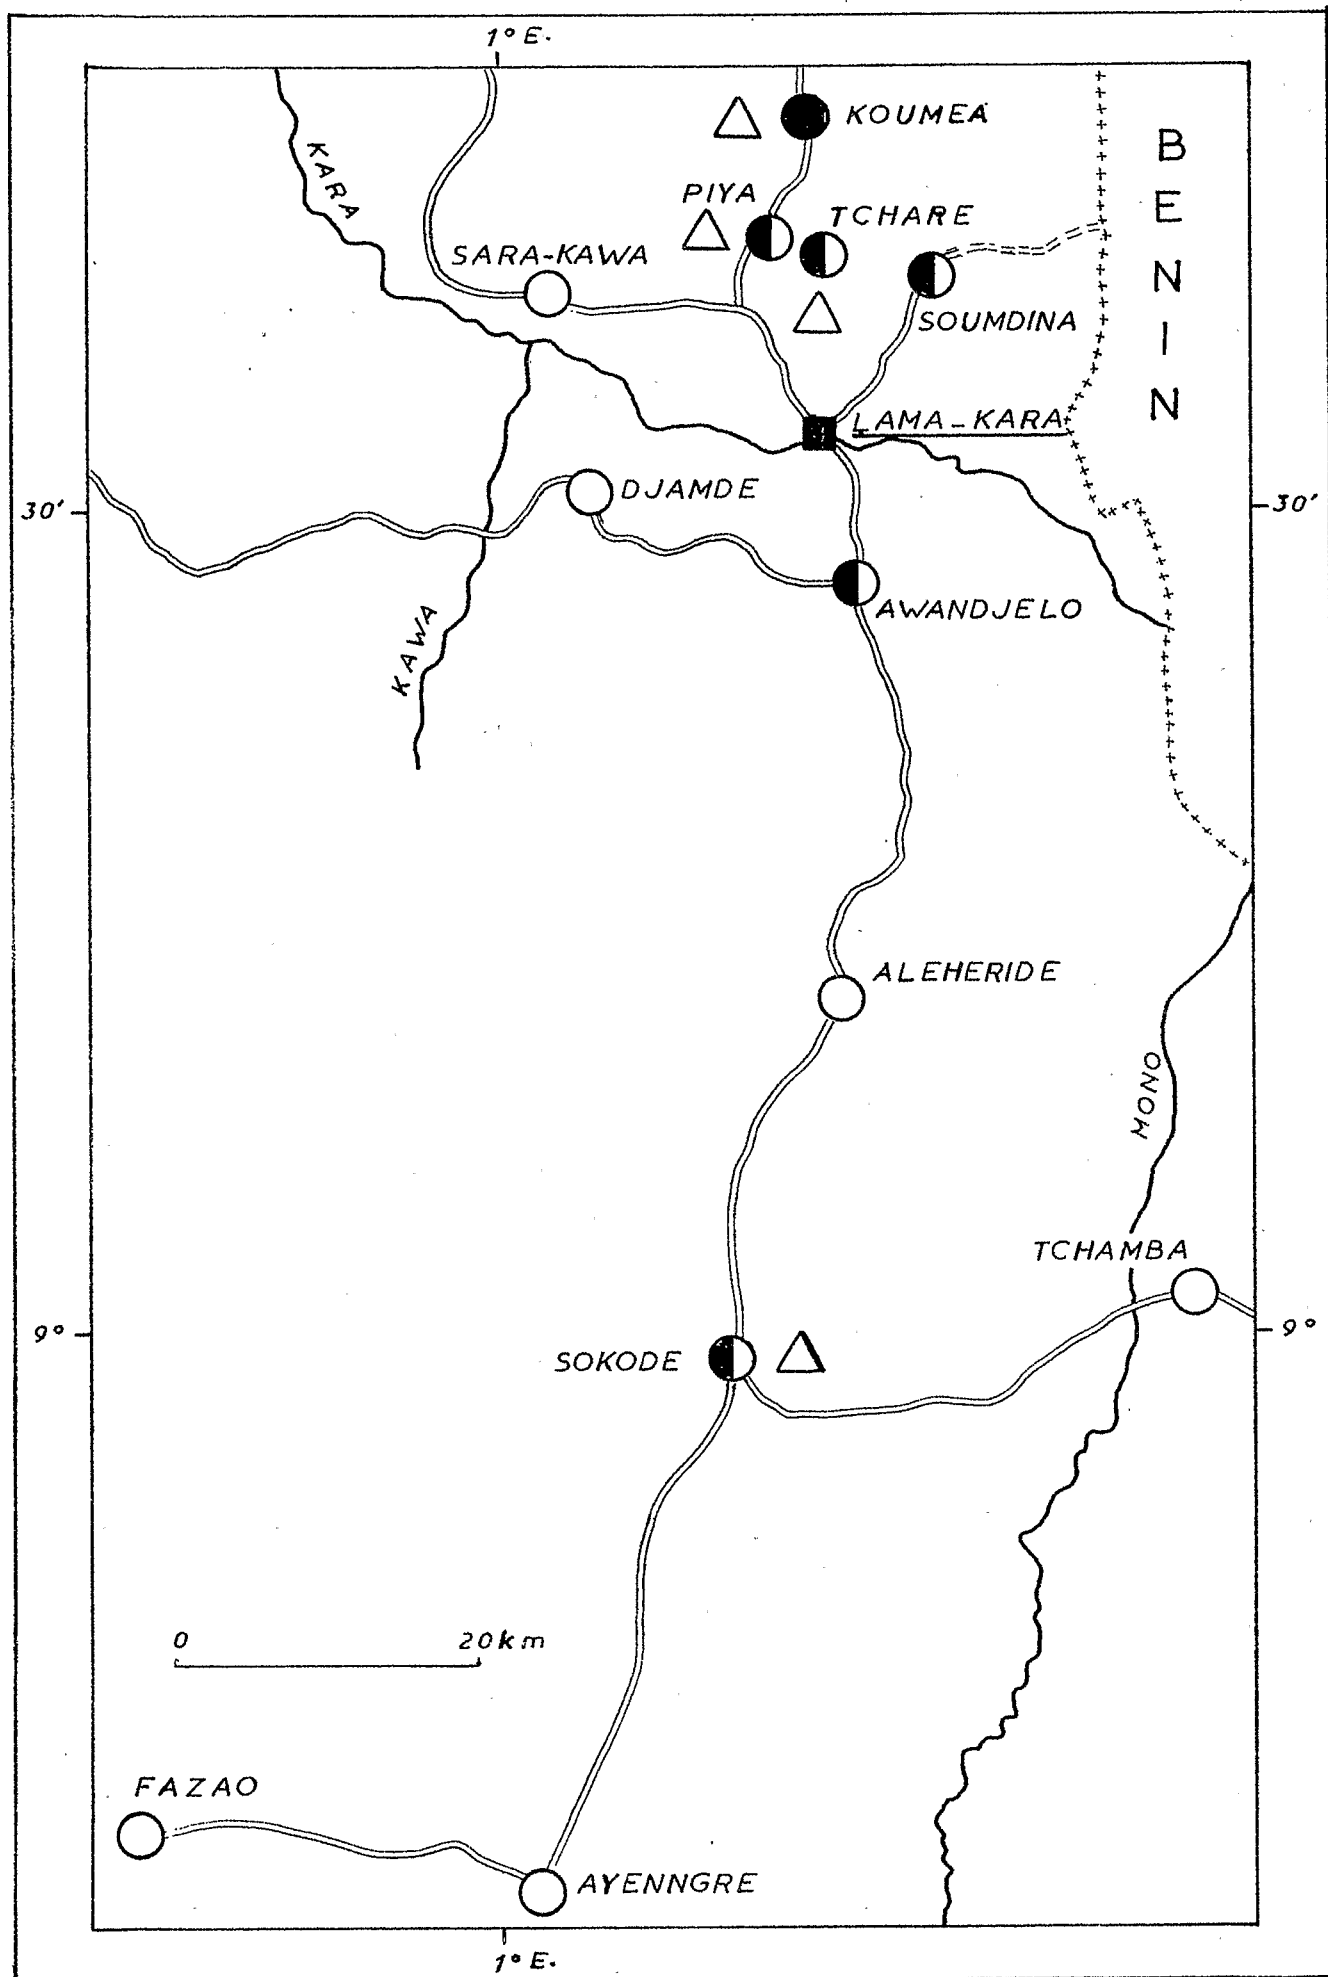 1° E.
KOUMEA
B
E
N
I
N
KARA
PIYA
TCHARE
SARA-KAWA
SOUMDINA
LAMA-KARA
DJAMDE
30'
30'
AWANDJELO
KAWA
ALEHERIDE
MONO
TCHAMBA
9°
9°
SOKODE
0 20km
FAZAO
AYENNGRE
1° E.